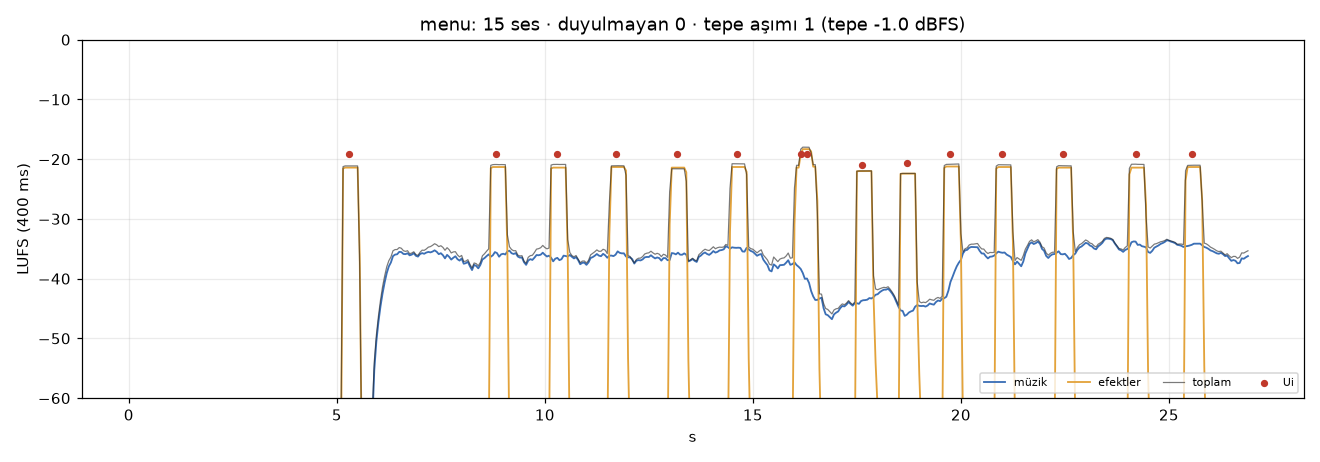 menu: 15 ses · duyulmayan 0 · tepe aşımı 1 (tepe -1.0 dBFS)
0
−10
−20
−30
−40
−50
−60
LUFS (400 ms)
0 5 10 15 20 25
s
müzik efektler toplam Ui